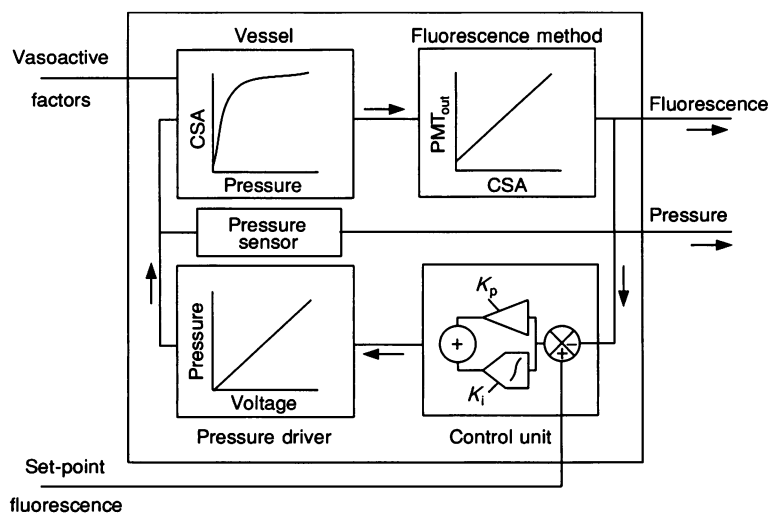 Vessel
Fluorescence method
Vasoactive
factors
CSA
Pressure
PMTout
CSA
Fluorescence
Pressure
sensor
Pressure
Pressure
Voltage
Pressure driver
Kp
+
−
+
∫
Ki
Control unit
Set-point
fluorescence